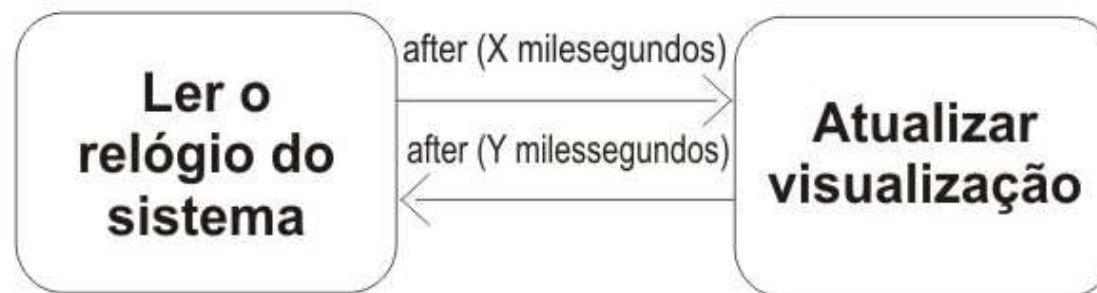 Ler o
relógio do
sistema
after (X milesegundos)
after (Y milessegundos)
Atualizar
visualização